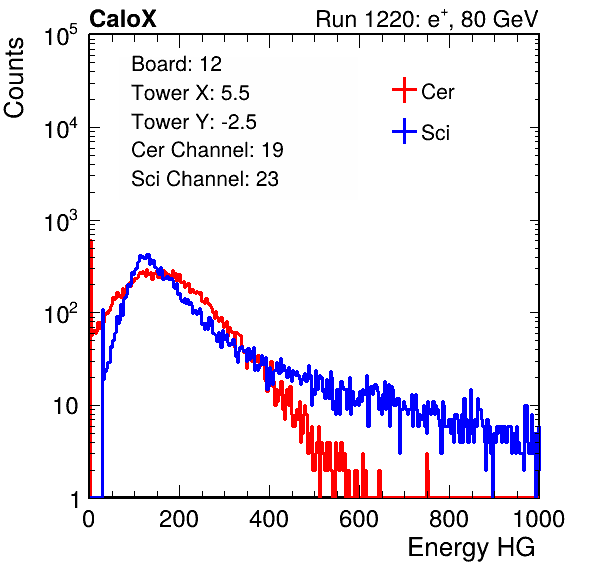 CaloX
Run 1220: e⁺, 80 GeV
Counts
10⁵
10⁴
10³
10²
10
1
Board: 12
Tower X: 5.5
Tower Y: -2.5
Cer Channel: 19
Sci Channel: 23
Cer
Sci
0 200 400 600 800 1000
Energy HG